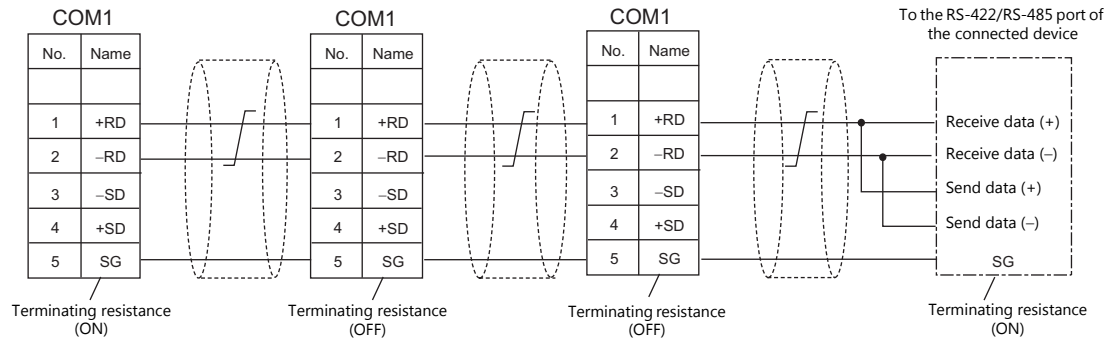 COM1
No. Name
1 +RD
2 –RD
3 –SD
4 +SD
5 SG
Terminating resistance
(ON)
COM1
No. Name
1 +RD
2 –RD
3 –SD
4 +SD
5 SG
Terminating resistance
(OFF)
COM1
No. Name
1 +RD
2 –RD
3 –SD
4 +SD
5 SG
Terminating resistance
(OFF)
To the RS-422/RS-485 port of
the connected device
Receive data (+)
Receive data (–)
Send data (+)
Send data (–)
SG
Terminating resistance
(ON)